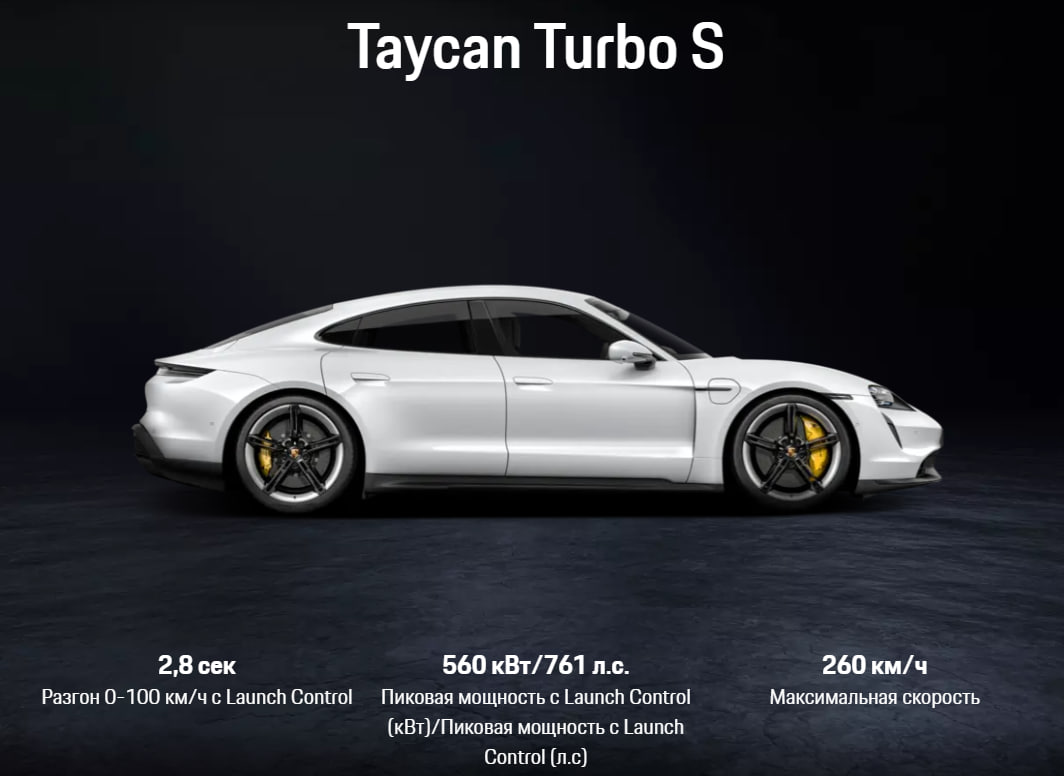 Taycan Turbo S
2,8 сек
Разгон 0-100 км/ч с Launch Control
560 кВт/761 л.с.
Пиковая мощность с Launch Control
(кВт)/Пиковая мощность с Launch
Control (л.с)
260 км/ч
Максимальная скорость